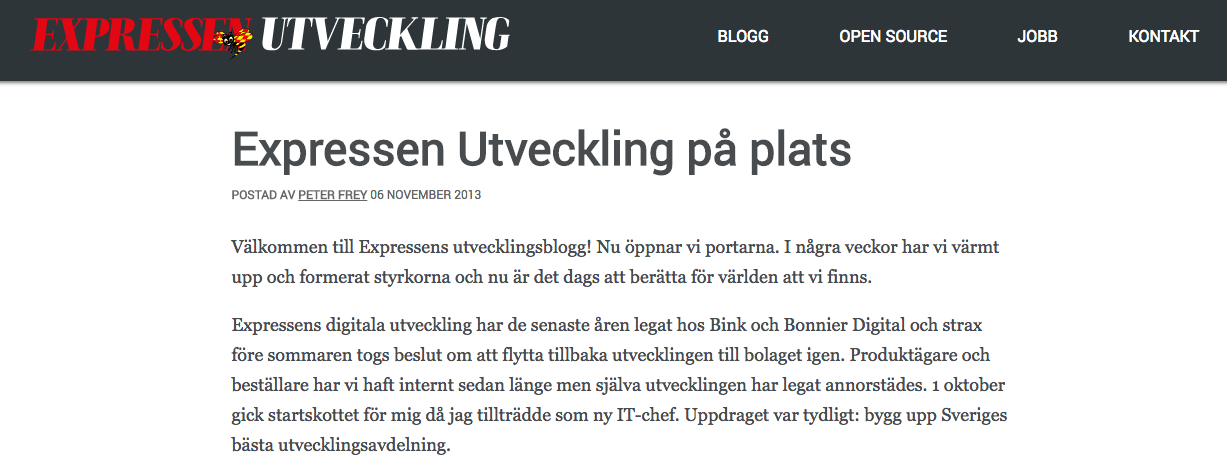 EXPRESSEN UTVECKLING
BLOGG OPEN SOURCE JOBB KONTAKT
Expressen Utveckling på plats
POSTAD AV PETER FREY 06 NOVEMBER 2013
Välkommen till Expressens utvecklingsblogg! Nu öppnar vi portarna. I några veckor har vi värmt
upp och formerat styrkorna och nu är det dags att berätta för världen att vi finns.
Expressens digitala utveckling har de senaste åren legat hos Bink och Bonnier Digital och strax
före sommaren togs beslut om att flytta tillbaka utvecklingen till bolaget igen. Produktägare och
beställare har vi haft internt sedan länge men själva utvecklingen har legat annorstädes. 1 oktober
gick startskottet för mig då jag tillträdde som ny IT-chef. Uppdraget var tydligt: bygg upp Sveriges
bästa utvecklingsavdelning.